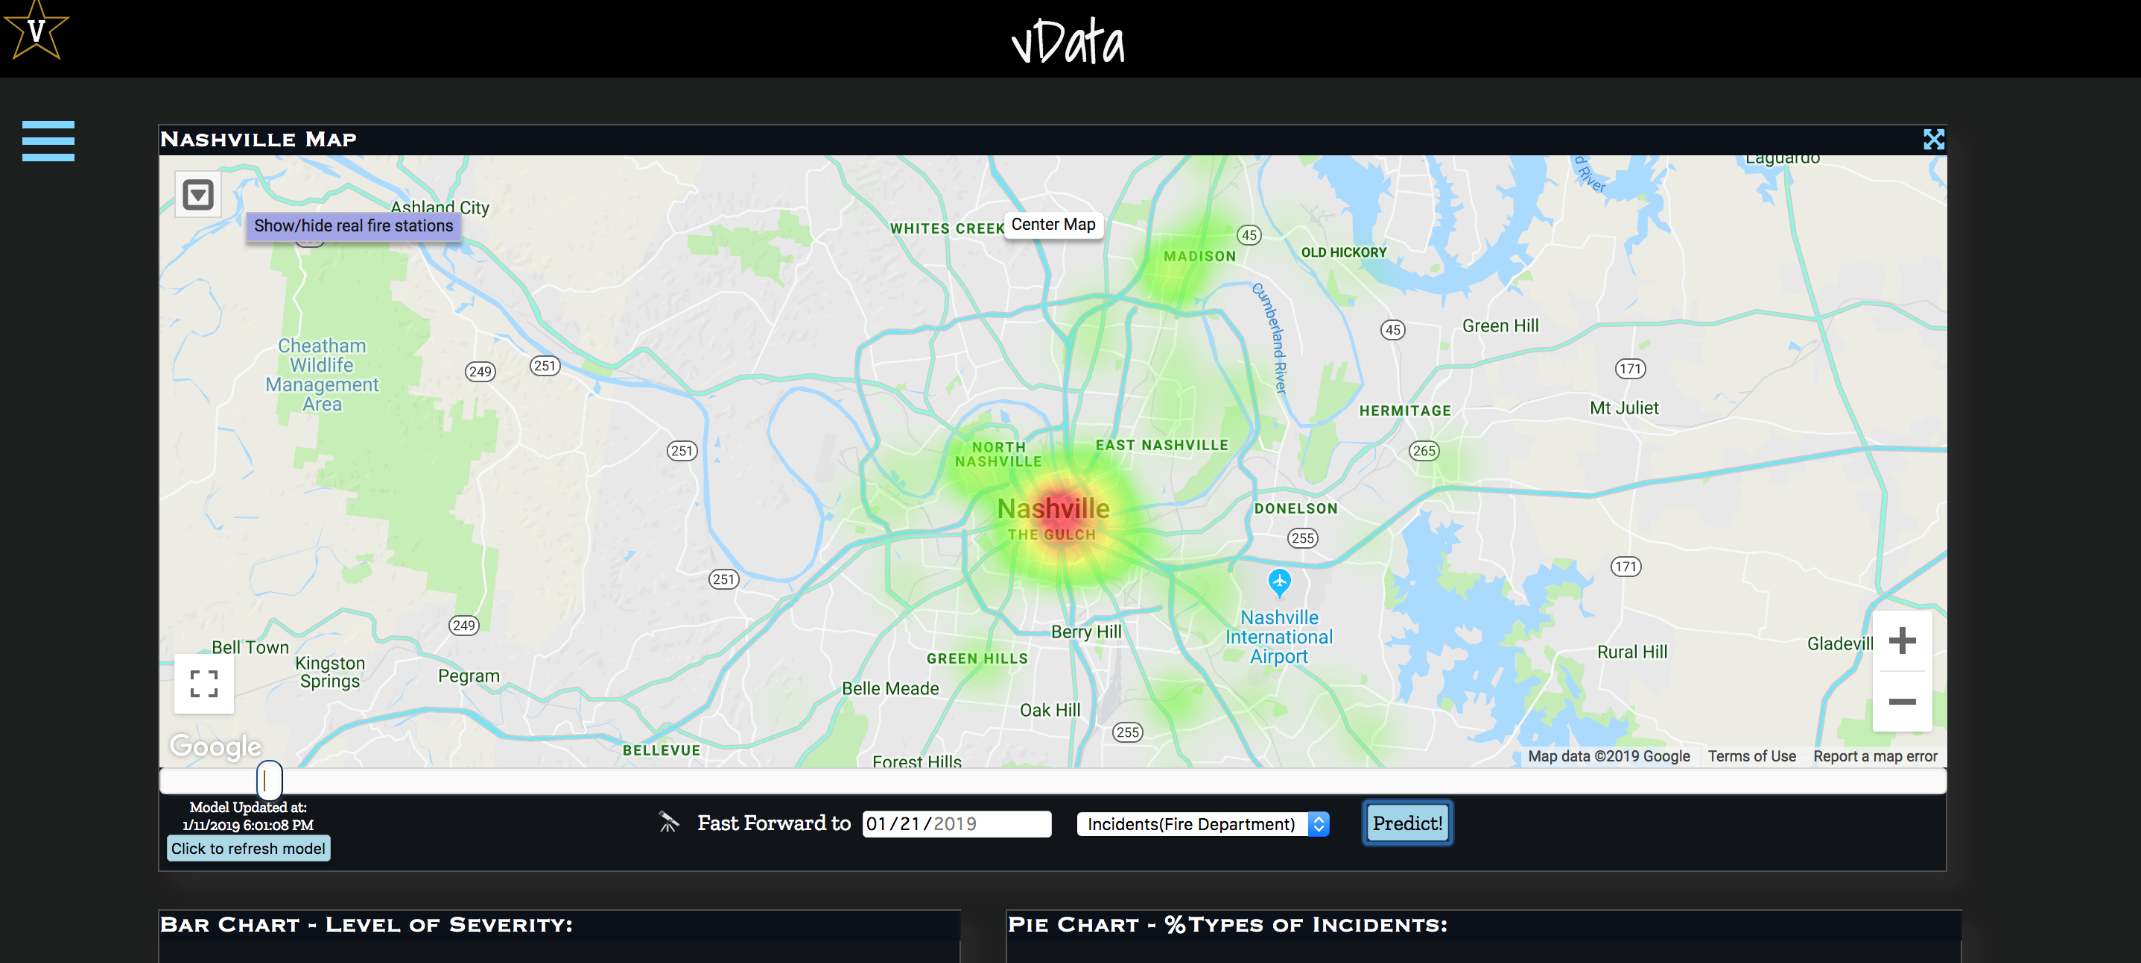 V
vData
NASHVILLE MAP
Laguardo
d River
Ashland City
Show/hide real fire stations
WHITES CREEK
Center Map
45
MADISON
OLD HICKORY
Cumberland River
45
Green Hill
Cheatham
Wildlife
Management
Area
249
251
171
HERMITAGE
Mt Juliet
251
NORTH
NASHVILLE
EAST NASHVILLE
265
Nashville
THE GULCH
DONELSON
255
171
251
Nashville
International
Airport
249
Berry Hill
Bell Town
Kingston
Springs
Pegram
GREEN HILLS
Belle Meade
Rural Hill
Gladevill
Oak Hill
255
Google
BELLEVUE
Forest Hills
Map data ©2019 Google
Terms of Use
Report a map error
Model Updated at:
1/11/2019 6:01:08 PM
Click to refresh model
Fast Forward to
01/21/2019
Incidents(Fire Department)
Predict!
BAR CHART - LEVEL OF SEVERITY:
PIE CHART - %TYPES OF INCIDENTS: